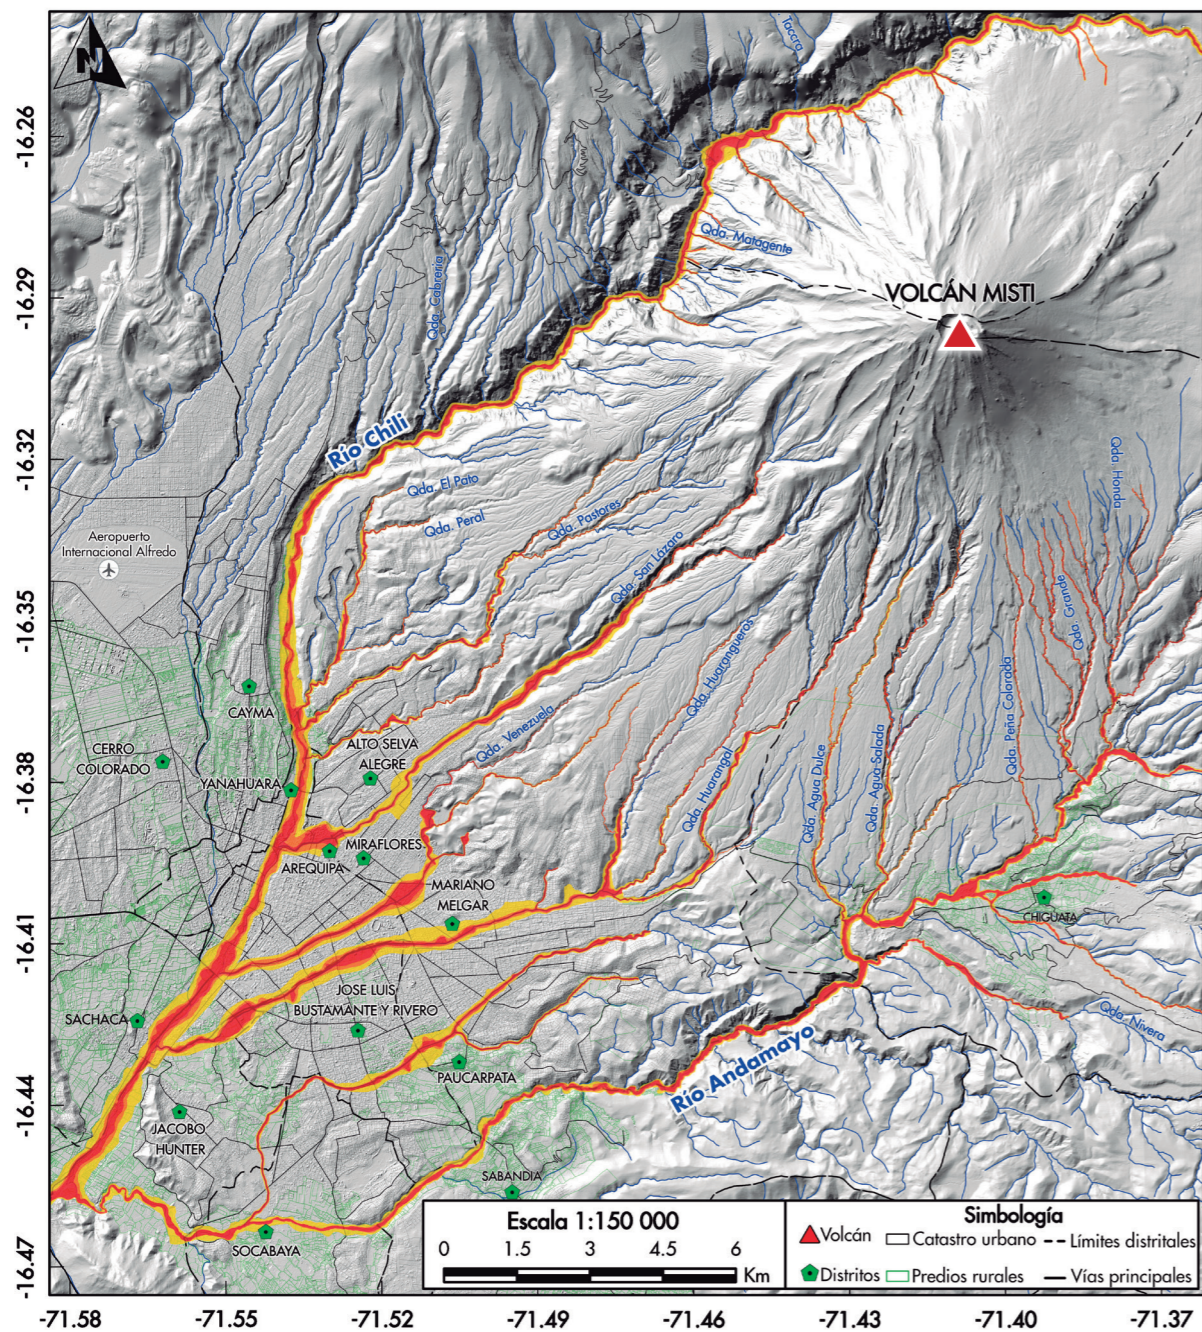 N
Taccra
-16.26
Qda. Matagente
-16.29
VOLCÁN MISTI
Qda. Cabrería
Río Chili
-16.32
Qda. El Pato
Qda. Honda
Qda. Pastores
Qda. Peral
Aeropuerto
Internacional Alfredo
Qda. San Lázaro
Qda. Grande
-16.35
Qda. Huarangueros
CAYMA
Qda. Peña Colorada
Qda. Venezuela
CERRO
COLORADO
ALTO SELVA
ALEGRE
Qda. Huarangal
Qda. Agua Dulce
Qda. Agua Salada
-16.38
YANAHUARA
MIRAFLORES
AREQUIPA
MARIANO
MELGAR
-16.41
CHIGUATA
JOSE LUIS
BUSTAMANTE Y RIVERO
SACHACA
Qda. Nivera
PAUCARPATA
Río Andamayo
-16.44
JACOBO
HUNTER
SABANDIA
SOCABAYA
-16.47
Escala 1:150 000
0 1.5 3 4.5 6
Km
Simbología
Volcán
Catastro urbano
Límites distritales
Distritos
Predios rurales
Vías principales
-71.58 -71.55 -71.52 -71.49 -71.46 -71.43 -71.40 -71.37